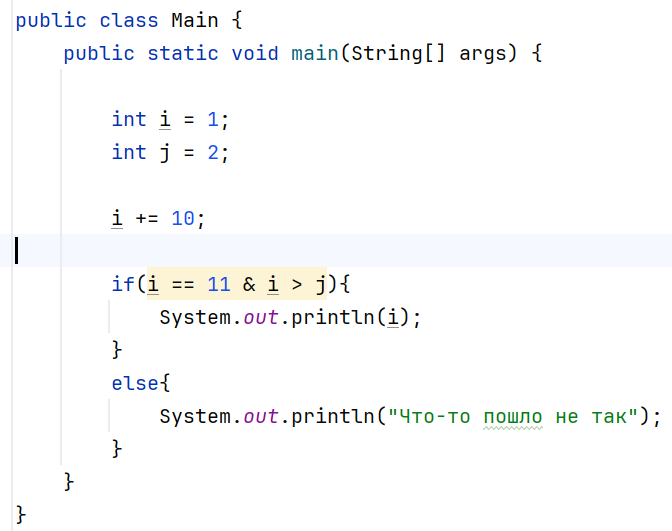 public class Main {
public static void main(String[] args) {
int i = 1;
int j = 2;
i += 10;
if(i == 11 & i > j){
System.out.println(i);
}
else{
System.out.println("Что-то пошло не так");
}
}
}